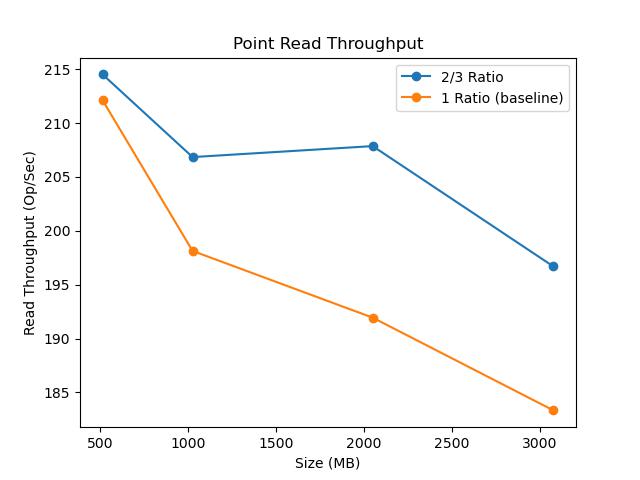 Point Read Throughput
2/3 Ratio
1 Ratio (baseline)
Read Throughput (Op/Sec)
215
210
205
200
195
190
185
500 1000 1500 2000 2500 3000
Size (MB)